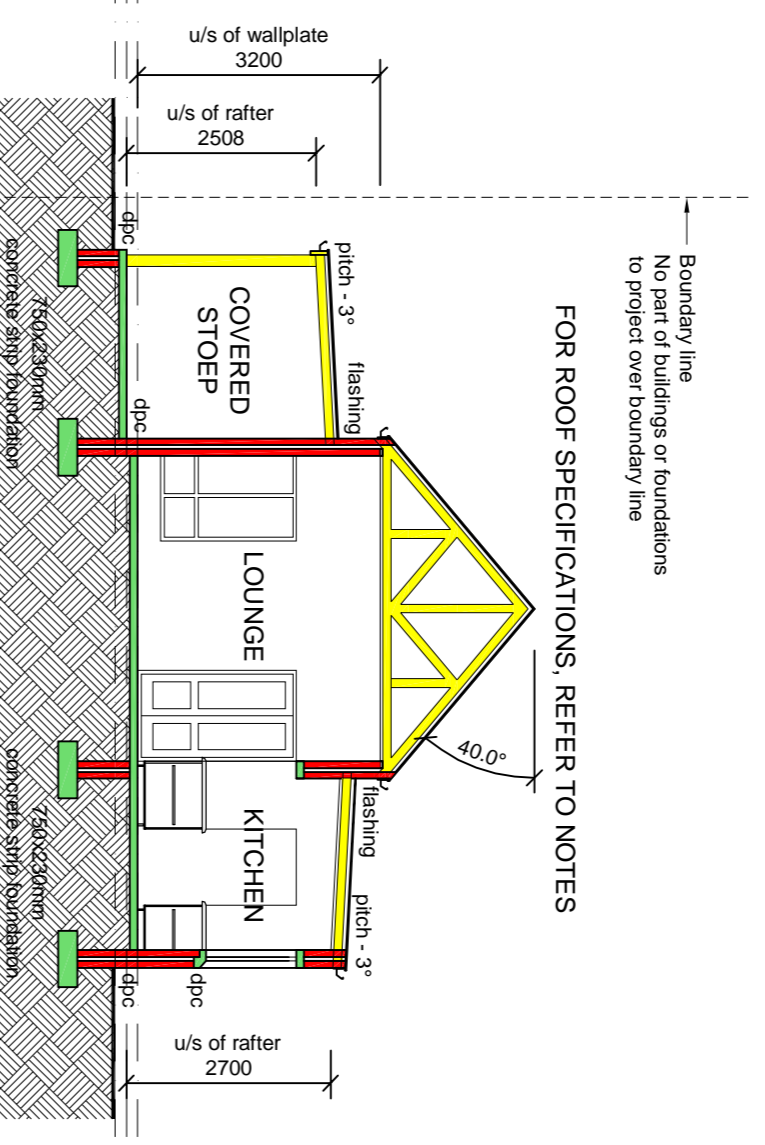 Boundary line
No part of buildings or foundations
to project over boundary line
FOR ROOF SPECIFICATIONS, REFER TO NOTES
40.0°
u/s of wallplate
3200
u/s of rafter
2508
pitch - 3°
flashing
COVERED
STOEP
LOUNGE
KITCHEN
flashing
pitch - 3°
dpc
dpc
dpc
dpc
u/s of rafter
2700
750x230mm
concrete strip foundation
750x230mm
concrete strip foundation